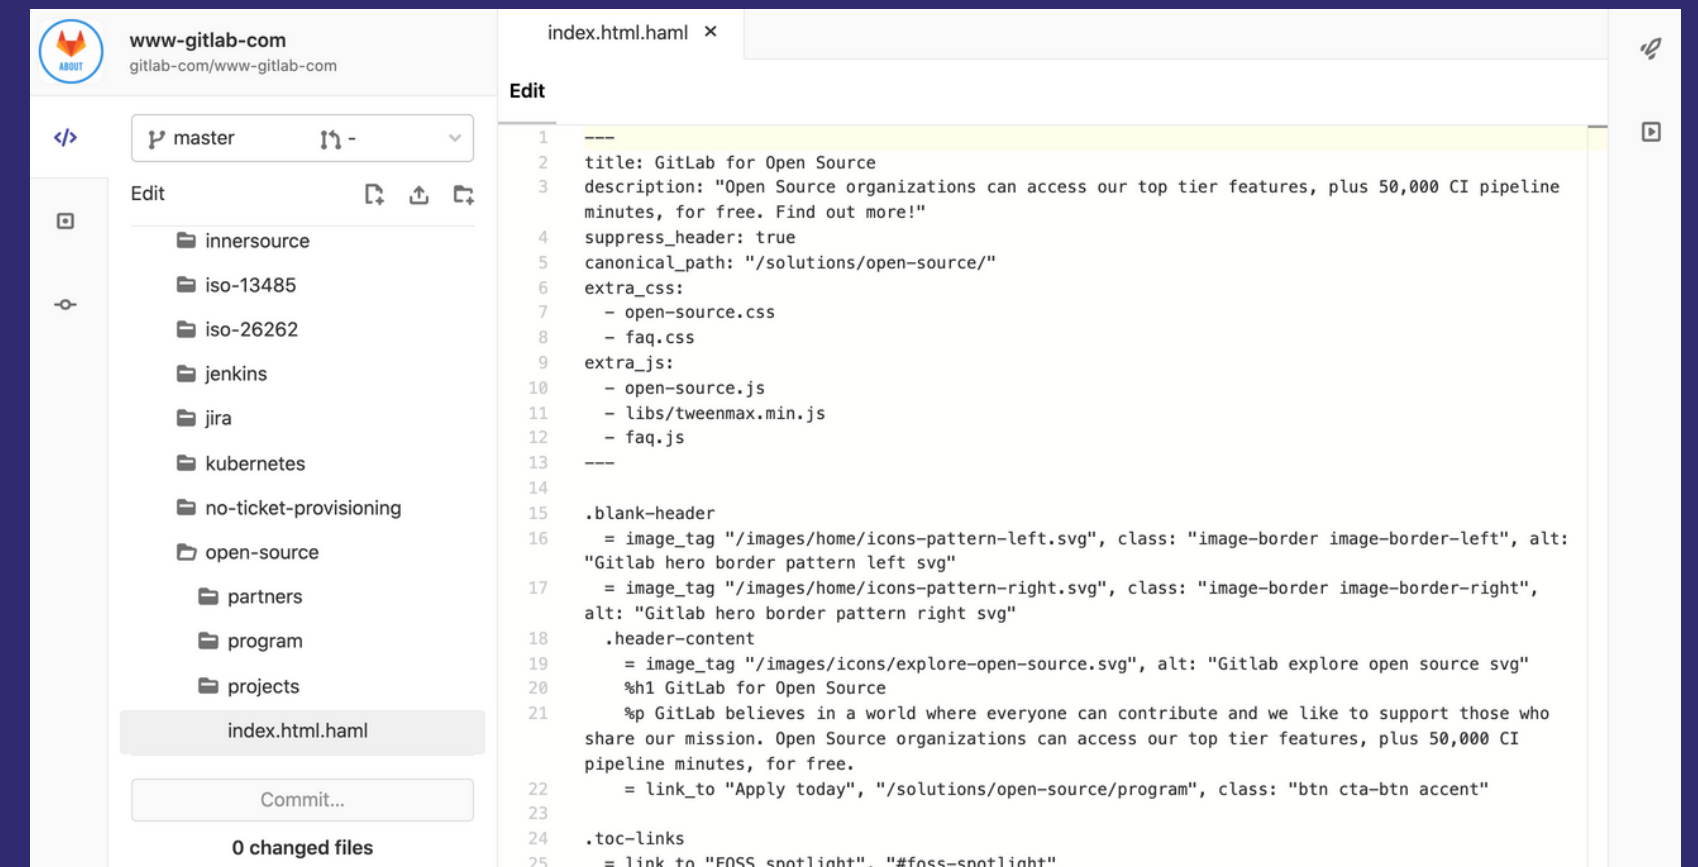 ABOUT
www-gitlab-com
gitlab-com/www-gitlab-com
master
-
Edit
innersource
iso-13485
iso-26262
jenkins
jira
kubernetes
no-ticket-provisioning
open-source
partners
program
projects
index.html.haml
Commit...
0 changed files
index.html.haml ×
Edit
1 ---
2 title: GitLab for Open Source
3 description: "Open Source organizations can access our top tier features, plus 50,000 CI pipeline
minutes, for free. Find out more!"
4 suppress_header: true
5 canonical_path: "/solutions/open-source/"
6 extra_css:
7   - open-source.css
8   - faq.css
9 extra_js:
10   - open-source.js
11   - libs/tweenmax.min.js
12   - faq.js
13 ---
14
15 .blank-header
16   = image_tag "/images/home/icons-pattern-left.svg", class: "image-border image-border-left", alt:
"Gitlab hero border pattern left svg"
17   = image_tag "/images/home/icons-pattern-right.svg", class: "image-border image-border-right",
alt: "Gitlab hero border pattern right svg"
18   .header-content
19     = image_tag "/images/icons/explore-open-source.svg", alt: "Gitlab explore open source svg"
20     %h1 GitLab for Open Source
21     %p GitLab believes in a world where everyone can contribute and we like to support those who
share our mission. Open Source organizations can access our top tier features, plus 50,000 CI
pipeline minutes, for free.
22     = link_to "Apply today", "/solutions/open-source/program", class: "btn cta-btn accent"
23
24 .toc-links
25   = link_to "FOSS spotlight", "#foss-spotlight"